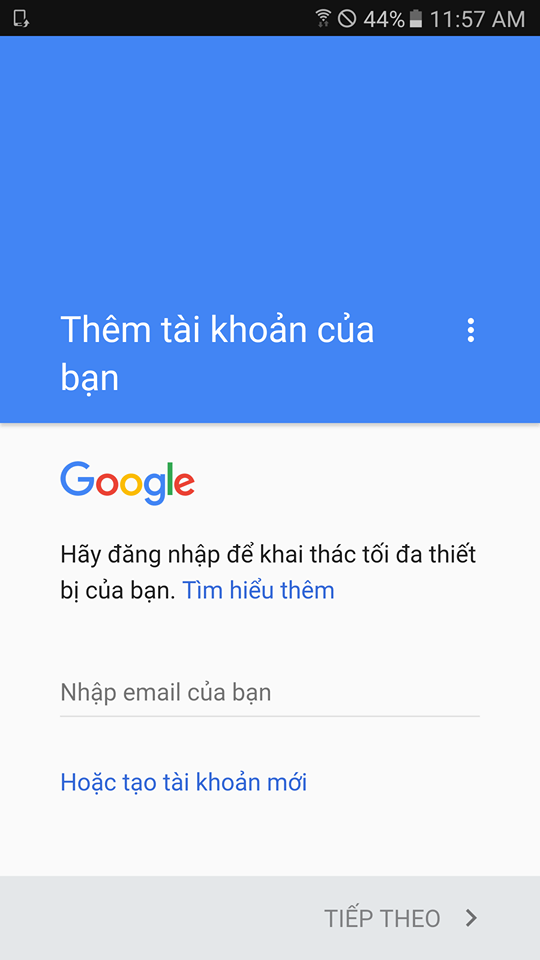 44% 11:57 AM
Thêm tài khoản của
bạn
Google
Hãy đăng nhập để khai thác tối đa thiết
bị của bạn. Tìm hiểu thêm
Nhập email của bạn
Hoặc tạo tài khoản mới
TIẾP THEO